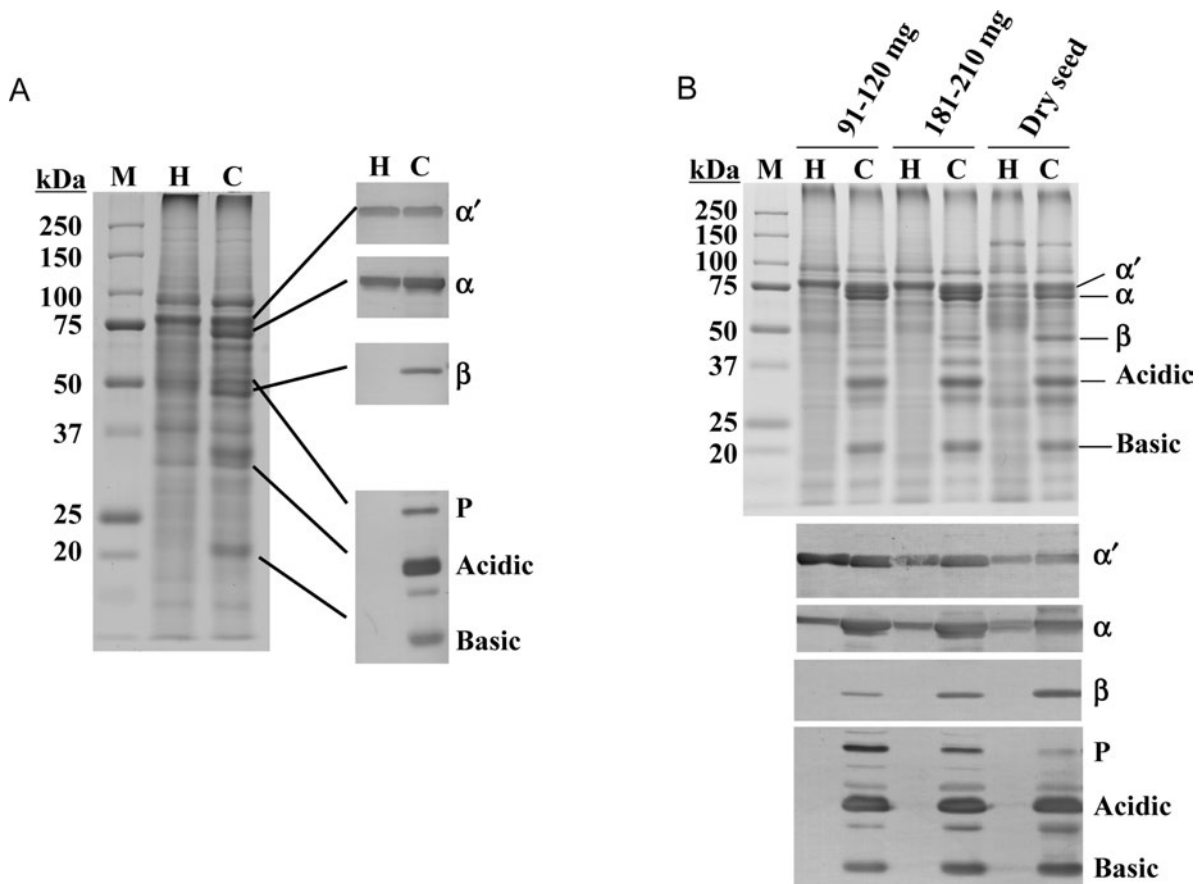 A
kDa M H C
250
150
100
75
50
37
25
20
H C
α′
α
β
P
Acidic
Basic
B
91-120 mg 181-210 mg Dry seed
kDa M H C H C H C
250
150
100
75
50
37
25
20
α′
α
β
Acidic
Basic
α′
α
β
P
Acidic
Basic